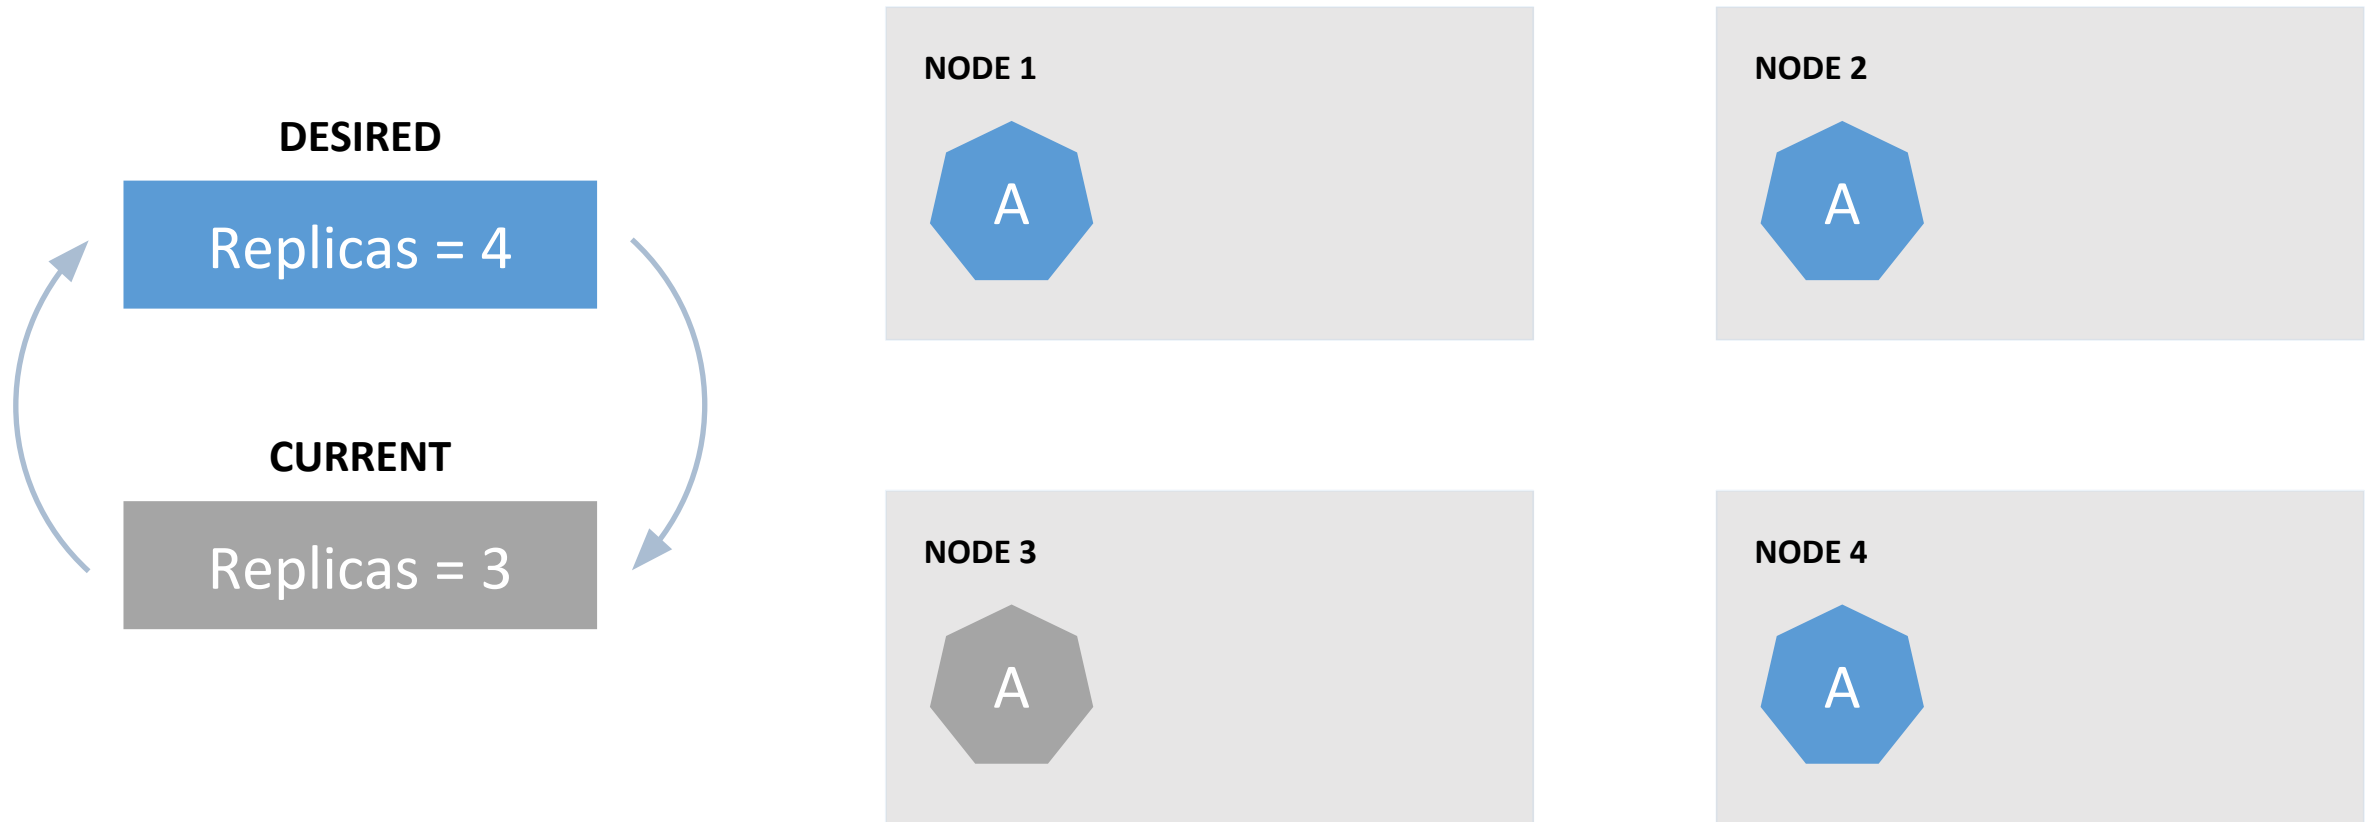 DESIRED
Replicas = 4
CURRENT
Replicas = 3
NODE 1
A
NODE 2
A
NODE 3
A
NODE 4
A